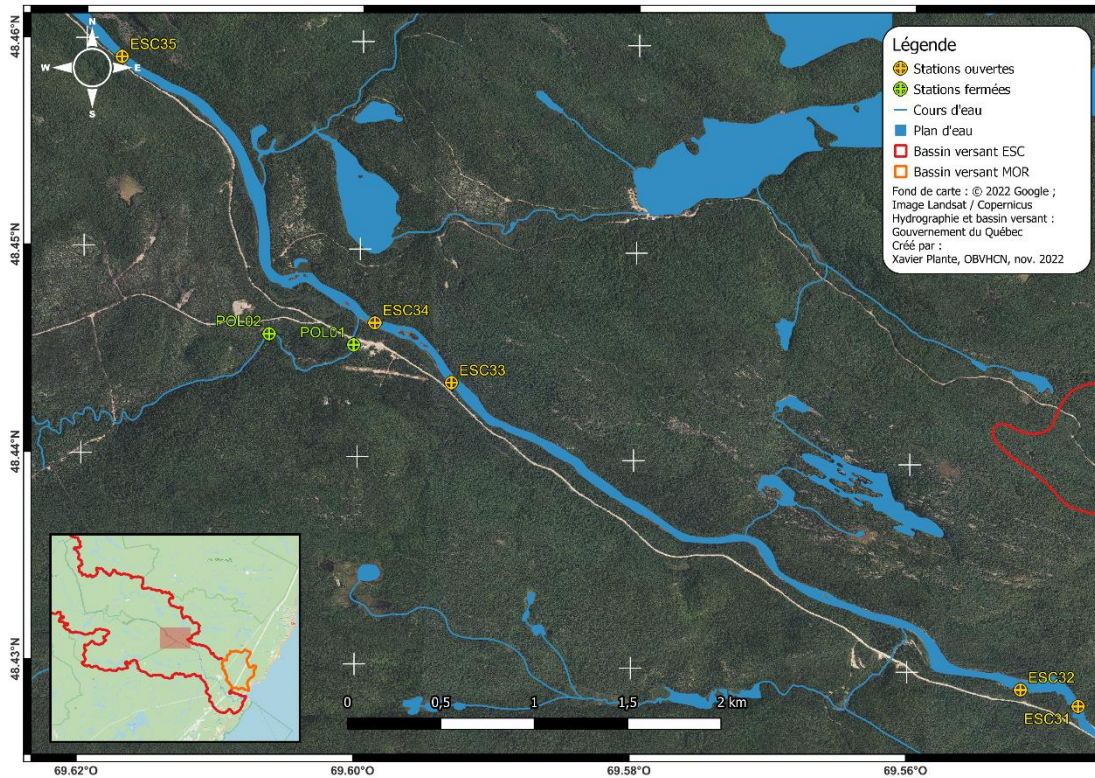 48.46°N
48.45°N
48.44°N
48.43°N
N
W
E
S
ESC35
ESC34
POL02
POL01
ESC33
ESC32
ESC31
Légende
Stations ouvertes
Stations fermées
Cours d'eau
Plan d'eau
Bassin versant ESC
Bassin versant MOR
Fond de carte : © 2022 Google ;
Image Landsat / Copernicus
Hydrographie et bassin versant :
Gouvernement du Québec
Créé par :
Xavier Plante, OBVHCN, nov. 2022
0 0,5 1 1,5 2 km
69.62°O 69.60°O 69.58°O 69.56°O